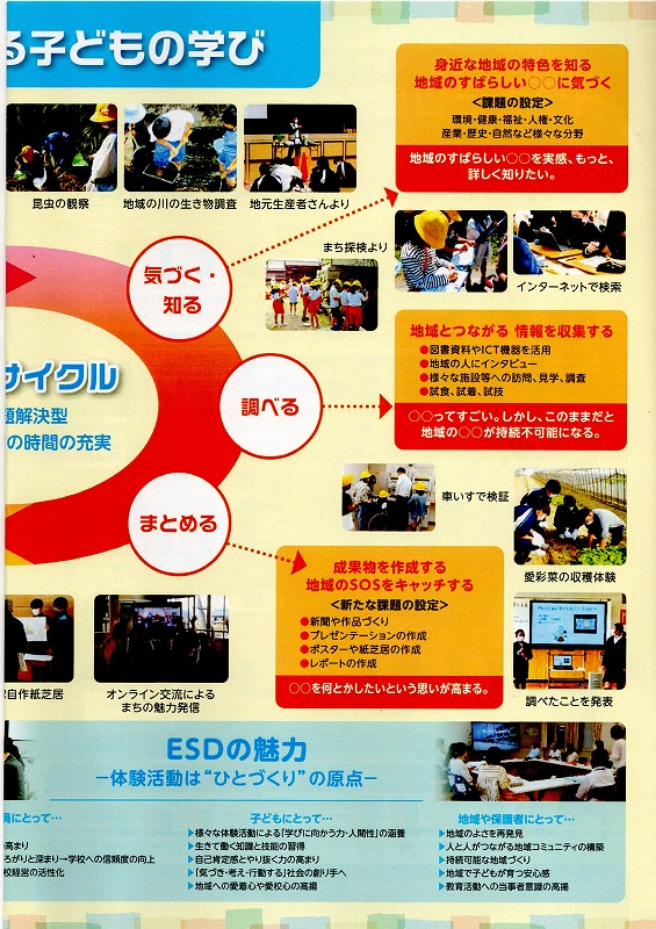 る子どもの学び
身近な地域の特色を知る
地域のすばらしい○○に気づく
<課題の設定>
環境・健康・福祉・人権・文化
産業・歴史・自然など様々な分野
地域のすばらしい○○を実感、もっと、
詳しく知りたい。
昆虫の観察
地域の川の生き物調査
地元生産者さんより
まち探検より
インターネットで検索
気づく・
知る
地域とつながる 情報を収集する
●図書資料やICT機器を活用
●地域の人にインタビュー
●様々な施設等への訪問、見学、調査
●試食、試着、試技
○○ってすごい。しかし、このままだと
地域の○○が持続不可能になる。
サイクル
題解決型
の時間の充実
調べる
まとめる
車いすで検証
愛彩菜の収穫体験
成果物を作成する
地域のSOSをキャッチする
<新たな課題の設定>
●新聞や作品づくり
●プレゼンテーションの作成
●ポスターや紙芝居の作成
●レポートの作成
○○を何とかしたいという思いが高まる。
自作紙芝居
オンライン交流による
まちの魅力発信
調べたことを発表
ESDの魅力
−体験活動は“ひとづくり”の原点−
員にとって…
高まり
ろがりと深まり→学校への信頼度の向上
校経営の活性化
子どもにとって…
▶様々な体験活動による「学びに向かう力・人間性」の涵養
▶生きて働く知識と技能の習得
▶自己肯定感とやり抜く力の高まり
▶「気づき・考え・行動する」社会の創り手へ
▶地域への愛着心や愛校心の高揚
地域や保護者にとって…
▶地域のよさを再発見
▶人と人がつながる地域コミュニティの構築
▶持続可能な地域づくり
▶地域で子どもが育つ安心感
▶教育活動への当事者意識の高揚